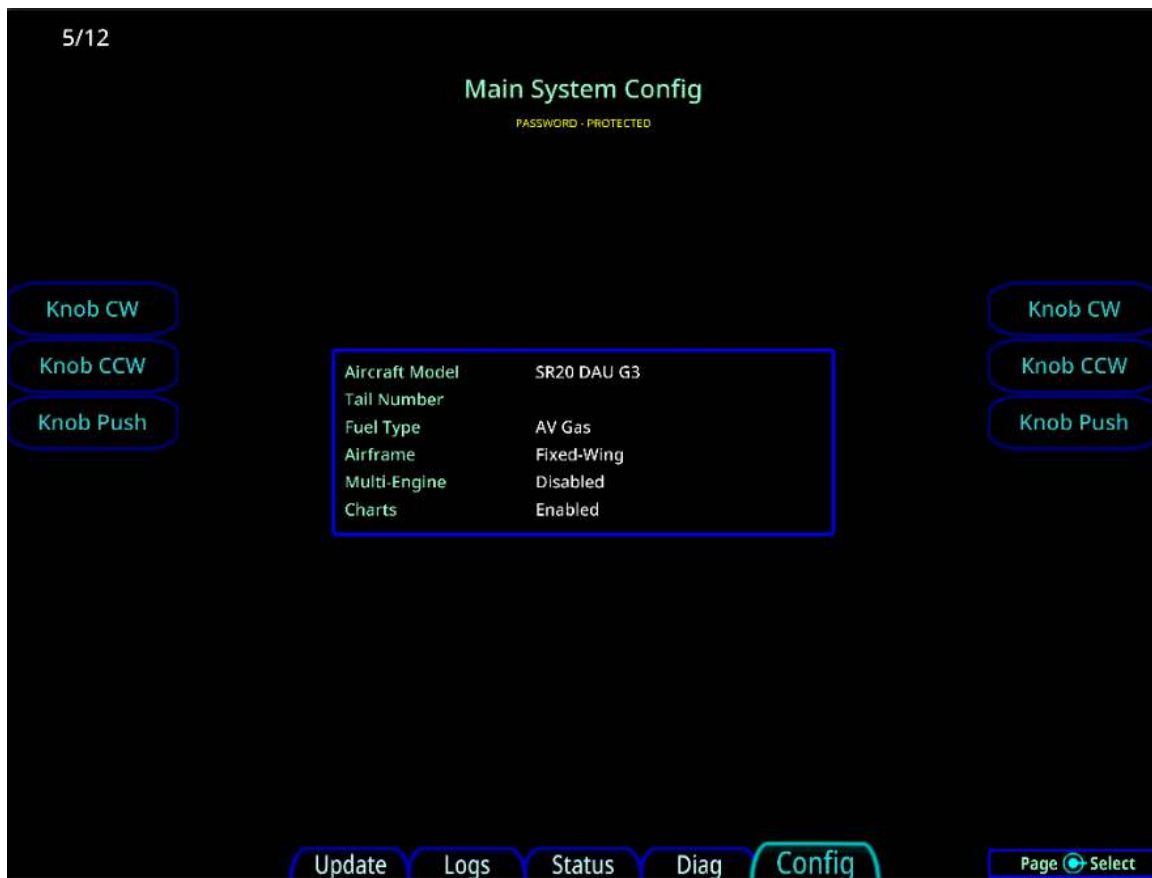 5/12
Main System Config
PASSWORD - PROTECTED
Knob CW
Knob CCW
Knob Push
Aircraft Model SR20 DAU G3
Tail Number
Fuel Type AV Gas
Airframe Fixed-Wing
Multi-Engine Disabled
Charts Enabled
Knob CW
Knob CCW
Knob Push
Update Logs Status Diag Config
Page Select